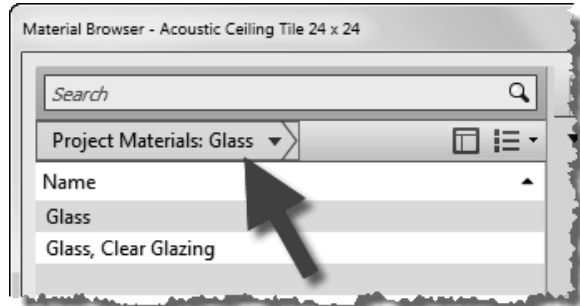 Material Browser - Acoustic Ceiling Tile 24 x 24
Search
Project Materials: Glass
Name
Glass
Glass, Clear Glazing